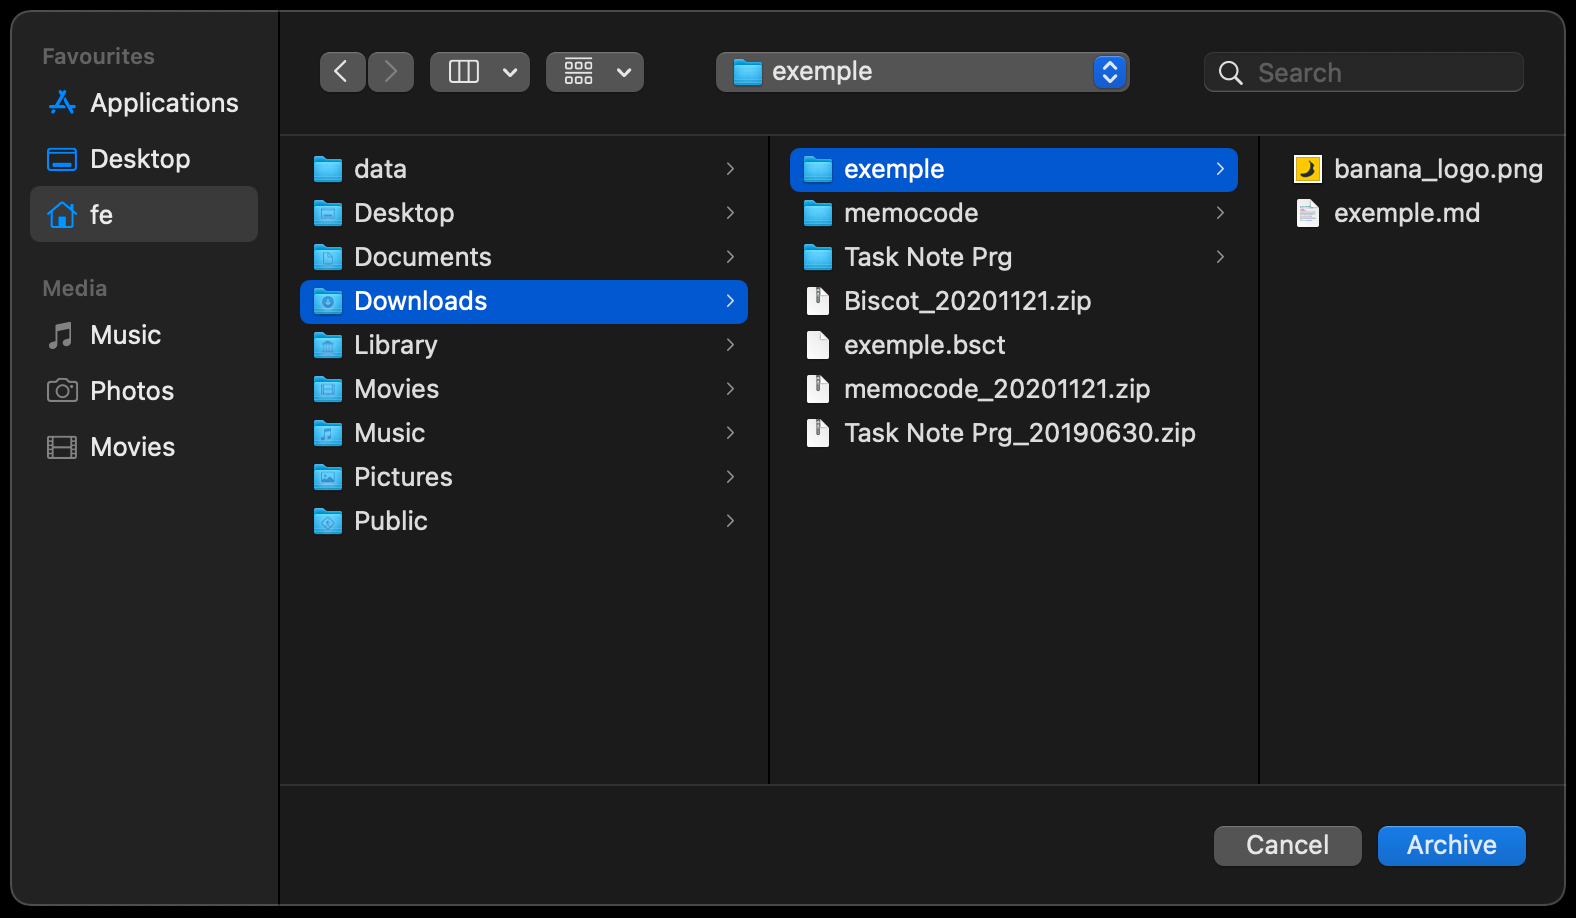 Favourites
Applications
Desktop
fe
Media
Music
Photos
Movies
exemple
Search
data
Desktop
Documents
Downloads
Library
Movies
Music
Pictures
Public
exemple
memocode
Task Note Prg
Biscot_20201121.zip
exemple.bsct
memocode_20201121.zip
Task Note Prg_20190630.zip
banana_logo.png
exemple.md
Cancel
Archive